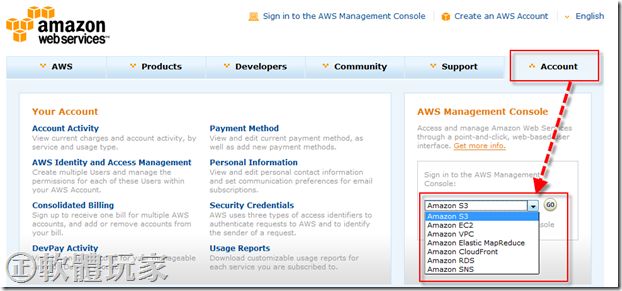 amazon
webservices™
Sign in to the AWS Management Console
Create an AWS Account
English
AWS
Products
Developers
Community
Support
Account
Your Account
Account Activity
View current charges and account activity, by
service and usage type.
AWS Identity and Access Management
Create multiple Users and manage the
permissions for each of these Users within
your AWS Account.
Consolidated Billing
Sign up to receive one bill for multiple AWS
accounts, and add or remove accounts from
your bill.
DevPay Activity
Payment Method
View and edit current payment method, as
well as add new payment methods.
Personal Information
View and edit personal contact information
and set communication preferences for email
subscriptions.
Security Credentials
AWS uses three types of access identifiers to
authenticate requests to AWS and to identify
the sender of a request.
Usage Reports
Download customizable usage reports for
each service you are subscribed to.
AWS Management Console
Access and manage Amazon Web Services
through a point-and-click, web-based user
interface. Get more info.
Sign in to the AWS Management
Console:
Amazon S3
GO
Amazon S3
Amazon EC2
Amazon VPC
Amazon Elastic MapReduce
Amazon CloudFront
Amazon RDS
Amazon SNS
正軟體玩家